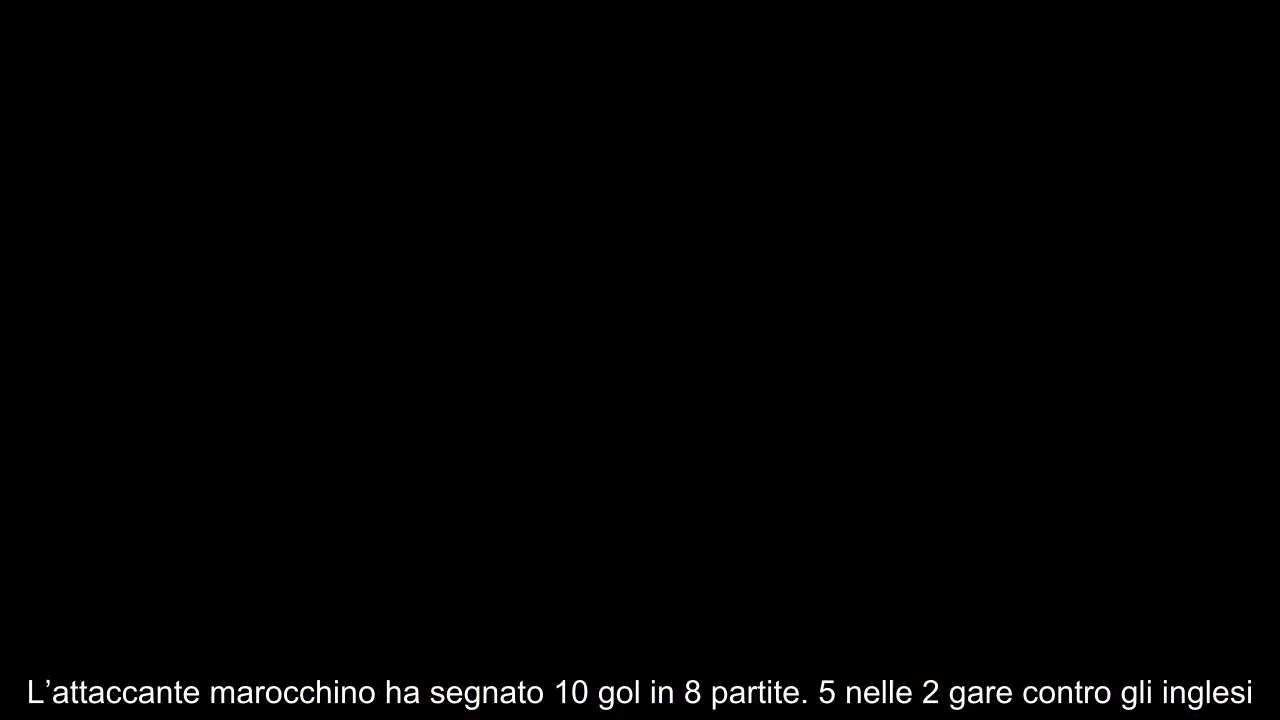 L’attaccante marocchino ha segnato 10 gol in 8 partite. 5 nelle 2 gare contro gli inglesi